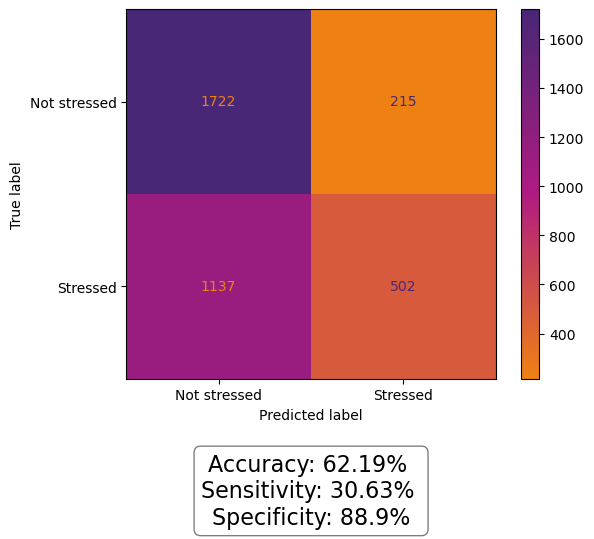 Not stressed
Stressed
True label
1722
215
1137
502
Not stressed
Stressed
Predicted label
1600
1400
1200
1000
800
600
400
Accuracy: 62.19%
Sensitivity: 30.63%
Specificity: 88.9%